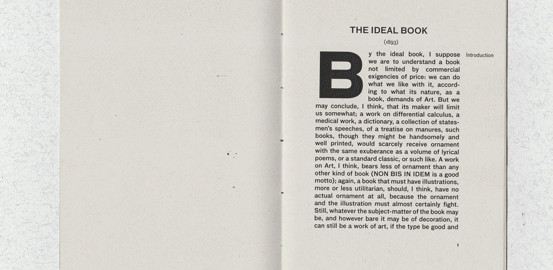 THE IDEAL BOOK
(1893)
By the ideal book, I suppose
Introduction
we are to understand a book
not limited by commercial
exigencies of price: we can do
what we like with it, accord-
ing to what its nature, as a
book, demands of Art. But we
may conclude, I think, that its maker will limit
us somewhat; a work on differential calculus, a
medical work, a dictionary, a collection of states-
men's speeches, of a treatise on manures, such
books, though they might be handsomely and
well printed, would scarcely receive ornament
with the same exuberance as a volume of lyrical
poems, or a standard classic, or such like. A work
on Art, I think, bears less of ornament than any
other kind of book (NON BIS IN IDEM is a good
motto); again, a book that must have illustrations,
more or less utilitarian, should, I think, have no
actual ornament at all, because the ornament
and the illustration must almost certainly fight.
Still, whatever the subject-matter of the book may
be, and however bare it may be of decoration, it
can still be a work of art, if the type be good and